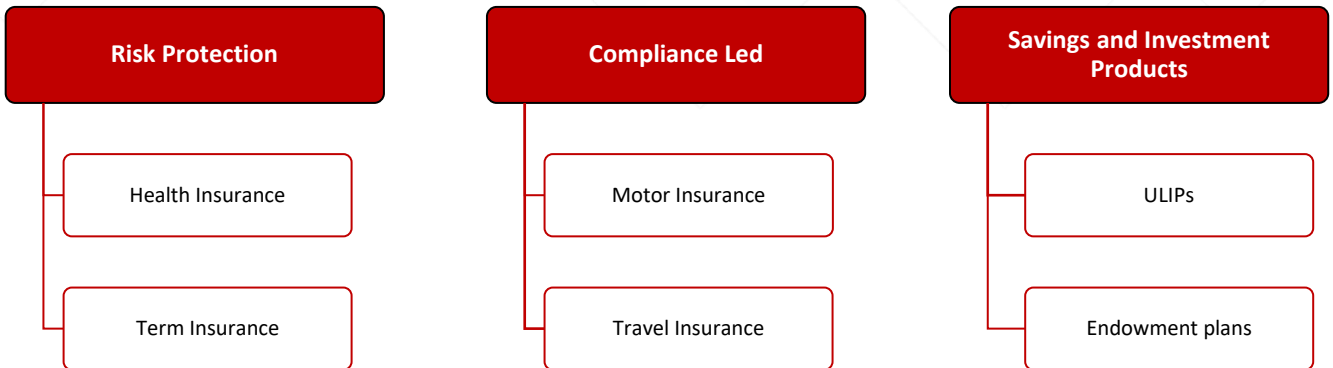 Risk Protection
Health Insurance
Term Insurance
Compliance Led
Motor Insurance
Travel Insurance
Savings and Investment
Products
ULIPs
Endowment plans